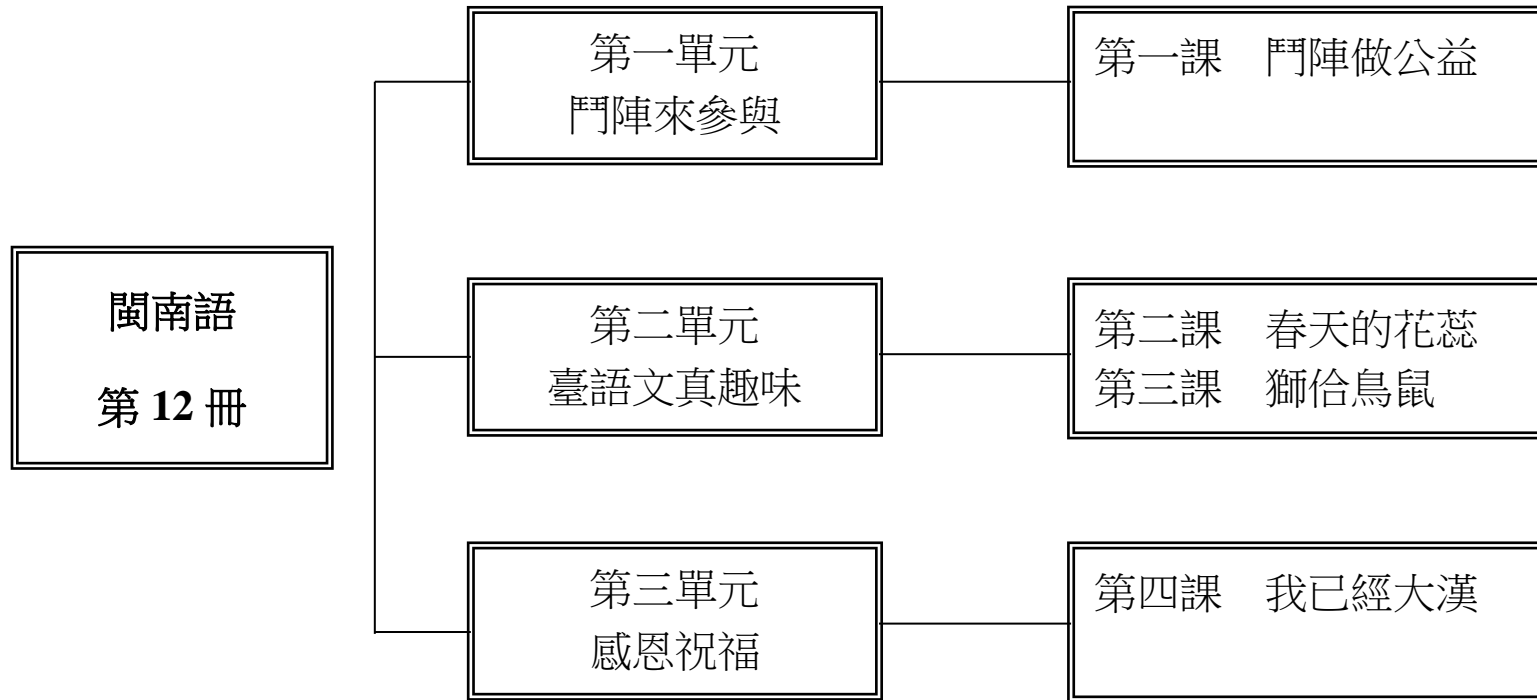 閩南語
第 12 冊
第一單元
鬥陣來參與
第一課　鬥陣做公益
第二單元
臺語文真趣味
第二課　春天的花蕊
第三課　獅佮鳥鼠
第三單元
感恩祝福
第四課　我已經大漢